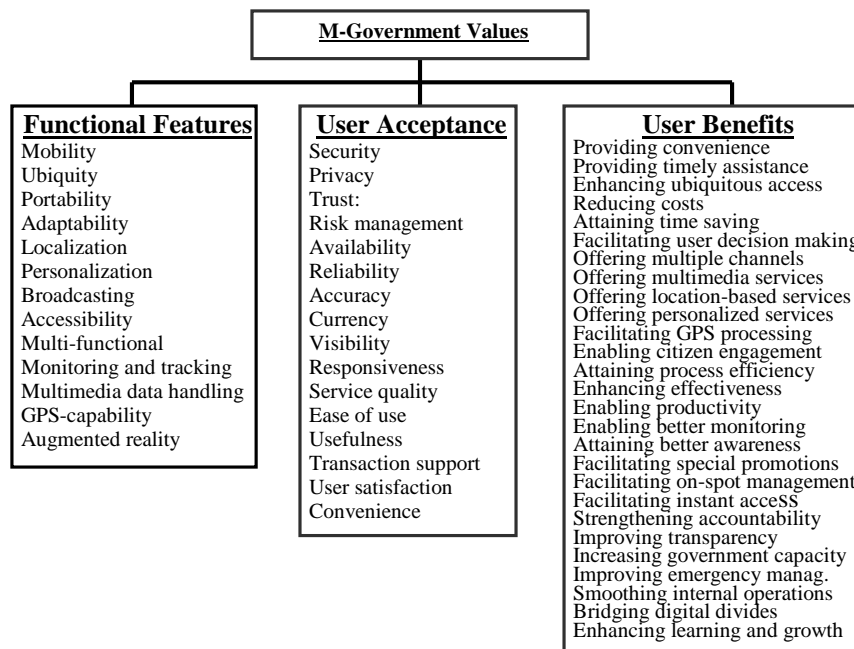 M-Government Values
Functional Features
Mobility
Ubiquity
Portability
Adaptability
Localization
Personalization
Broadcasting
Accessibility
Multi-functional
Monitoring and tracking
Multimedia data handling
GPS-capability
Augmented reality
User Acceptance
Security
Privacy
Trust:
Risk management
Availability
Reliability
Accuracy
Currency
Visibility
Responsiveness
Service quality
Ease of use
Usefulness
Transaction support
User satisfaction
Convenience
User Benefits
Providing convenience
Providing timely assistance
Enhancing ubiquitous access
Reducing costs
Attaining time saving
Facilitating user decision making
Offering multiple channels
Offering multimedia services
Offering location-based services
Offering personalized services
Facilitating GPS processing
Enabling citizen engagement
Attaining process efficiency
Enhancing effectiveness
Enabling productivity
Enabling better monitoring
Attaining better awareness
Facilitating special promotions
Facilitating on-spot management
Facilitating instant access
Strengthening accountability
Improving transparency
Increasing government capacity
Improving emergency manag.
Smoothing internal operations
Bridging digital divides
Enhancing learning and growth